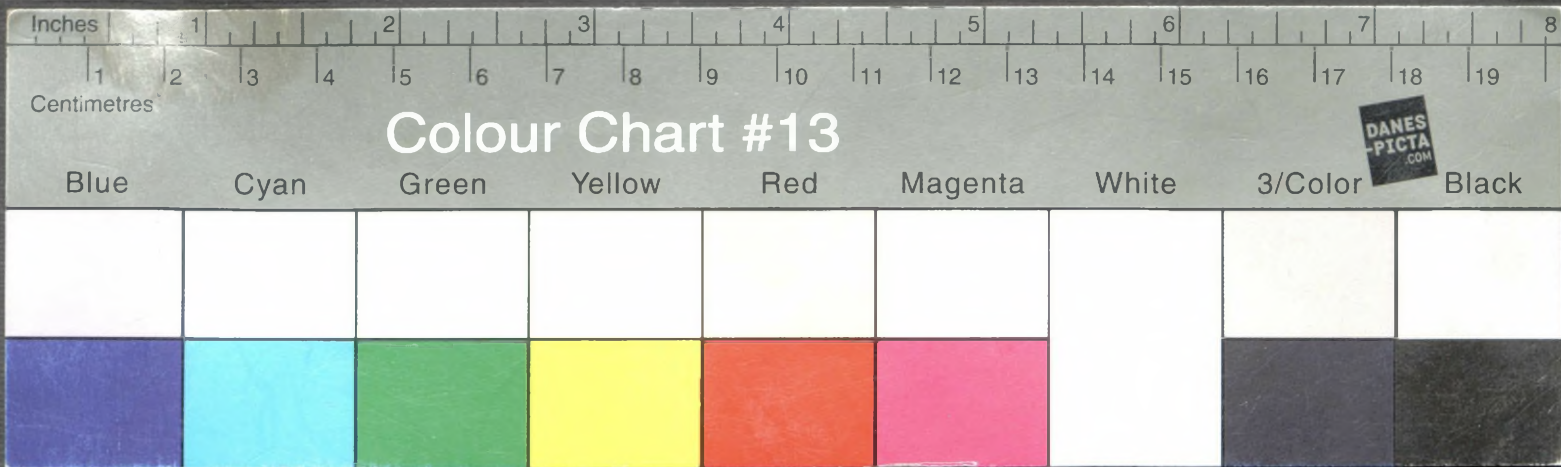 Inches 1 2 3 4 5 6 7 8
1 2 3 4 5 6 7 8 9 10 11 12 13 14 15 16 17 18 19
Centimetres
Colour Chart #13
DANES
-PICTA
.COM
Blue Cyan Green Yellow Red Magenta White 3/Color Black